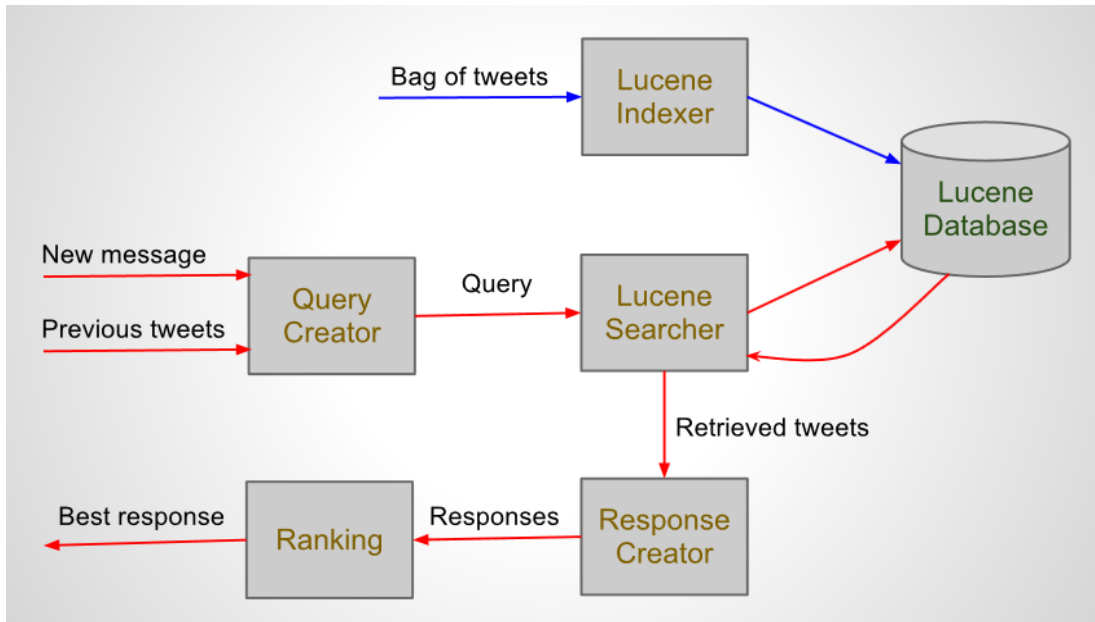 Bag of tweets
Lucene
Indexer
Lucene
Database
New message
Previous tweets
Query
Creator
Query
Lucene
Searcher
Retrieved tweets
Best response
Ranking
Responses
Response
Creator